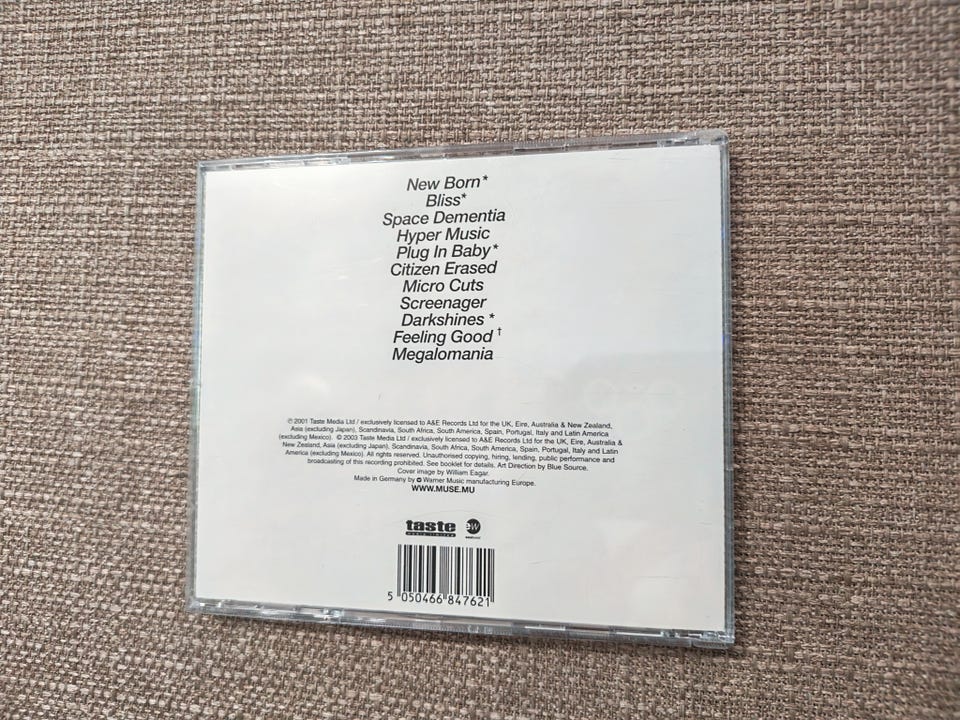 New Born*
Bliss*
Space Dementia
Hyper Music
Plug In Baby*
Citizen Erased
Micro Cuts
Screenager
Darkshines *
Feeling Good †
Megalomania
℗ 2001 Taste Media Ltd / exclusively licensed to A&E Records Ltd for the UK, Eire, Australia & New Zealand,
Asia (excluding Japan), Scandinavia, South Africa, South America, Spain, Portugal, Italy and Latin America
(excluding Mexico). © 2003 Taste Media Ltd / exclusively licensed to A&E Records Ltd for the UK, Eire, Australia &
New Zealand, Asia (excluding Japan), Scandinavia, South Africa, South America, Spain, Portugal, Italy and Latin
America (excluding Mexico). All rights reserved. Unauthorised copying, hiring, lending, public performance and
broadcasting of this recording prohibited. See booklet for details. Art Direction by Blue Source.
Cover image by William Eagar.
Made in Germany by Warner Music manufacturing Europe.
WWW.MUSE.MU
taste ew
media limited
5 050466 847621